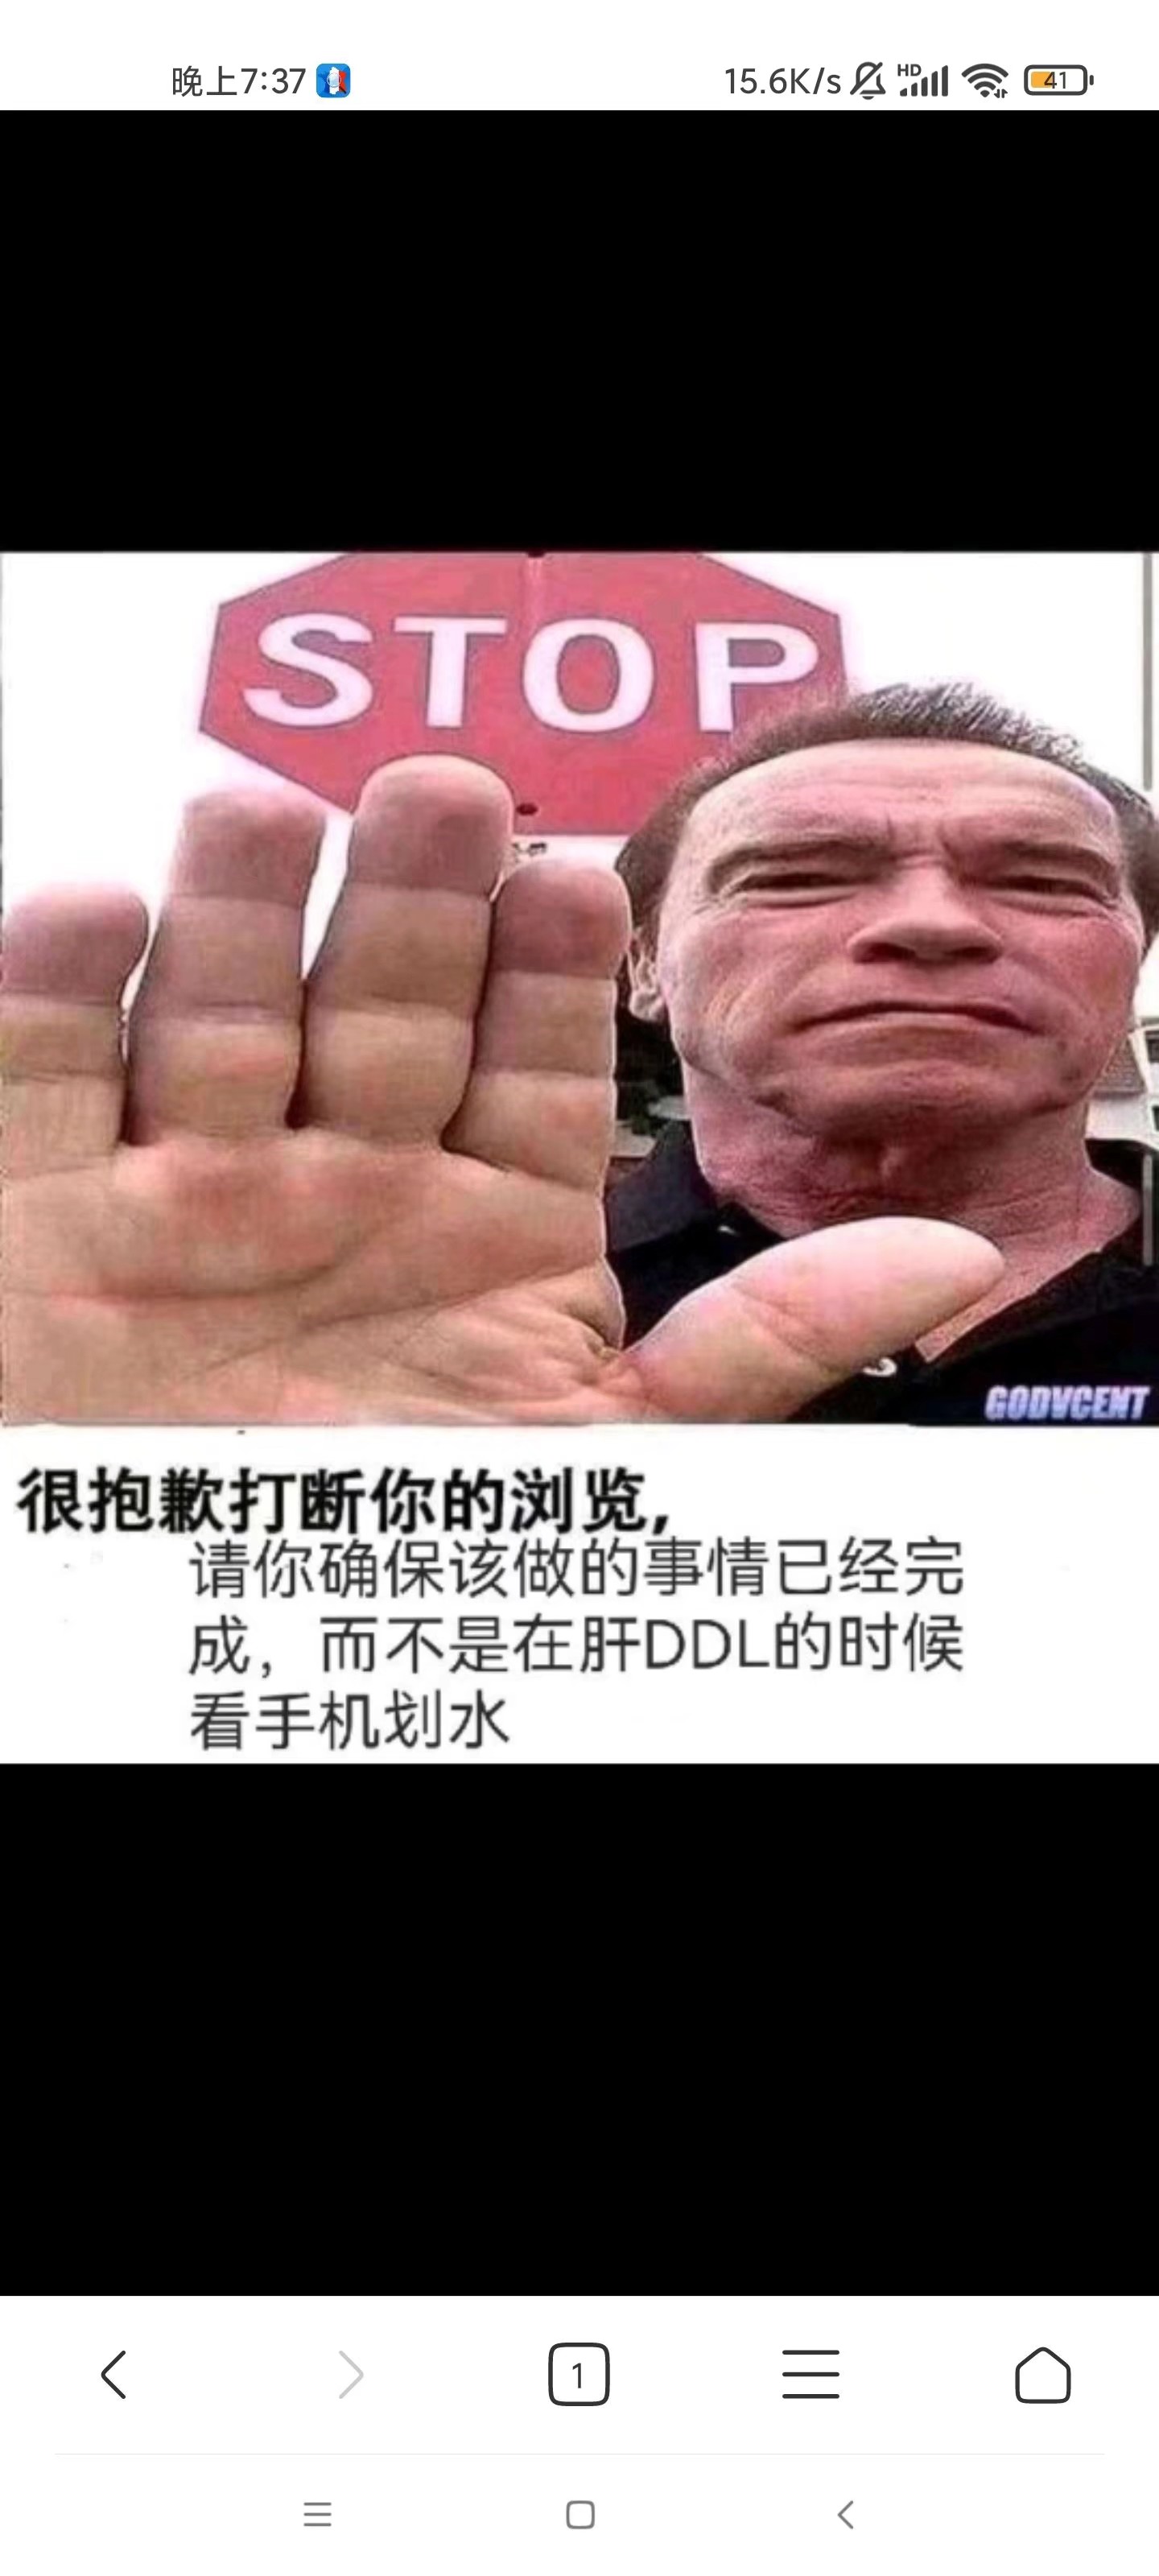 晚上7:37
15.6K/s HD 41
STOP
GODVCENT
很抱歉打断你的浏览,
请你确保该做的事情已经完
成，而不是在肝DDL的时候
看手机划水
1